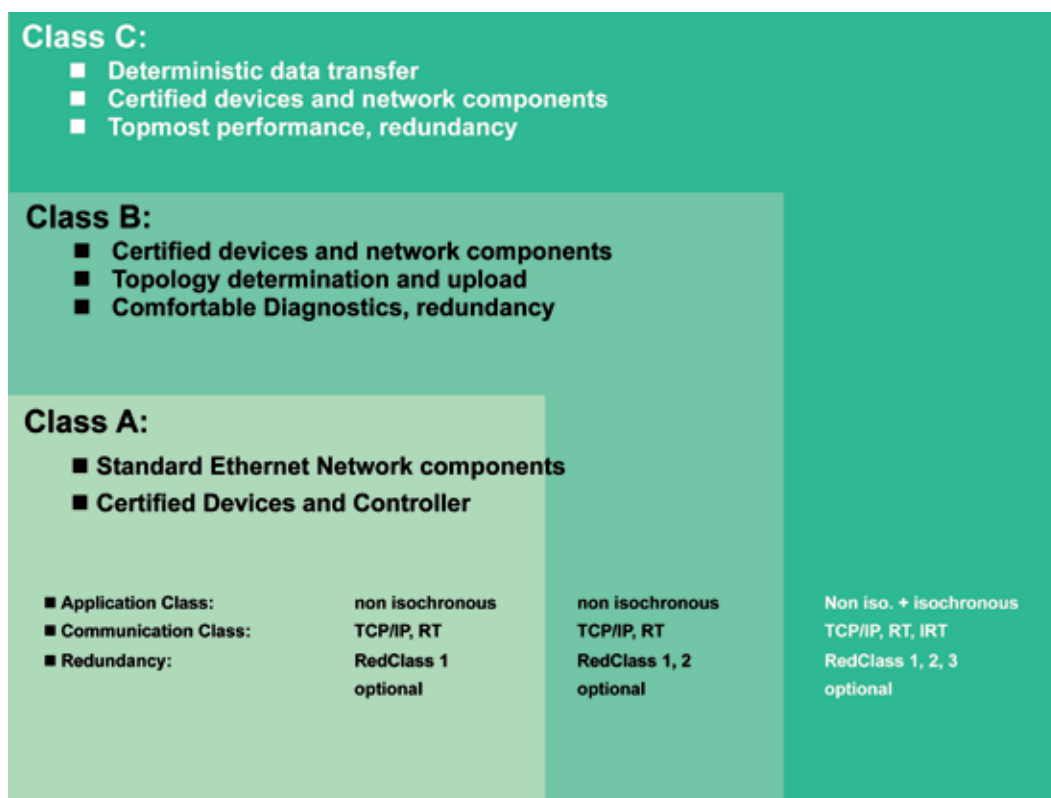 Class C:
■ Deterministic data transfer
■ Certified devices and network components
■ Topmost performance, redundancy
Class B:
■ Certified devices and network components
■ Topology determination and upload
■ Comfortable Diagnostics, redundancy
Class A:
■ Standard Ethernet Network components
■ Certified Devices and Controller
■ Application Class: non isochronous non isochronous Non iso. + isochronous
■ Communication Class: TCP/IP, RT TCP/IP, RT TCP/IP, RT, IRT
■ Redundancy: RedClass 1 RedClass 1, 2 RedClass 1, 2, 3
optional optional optional